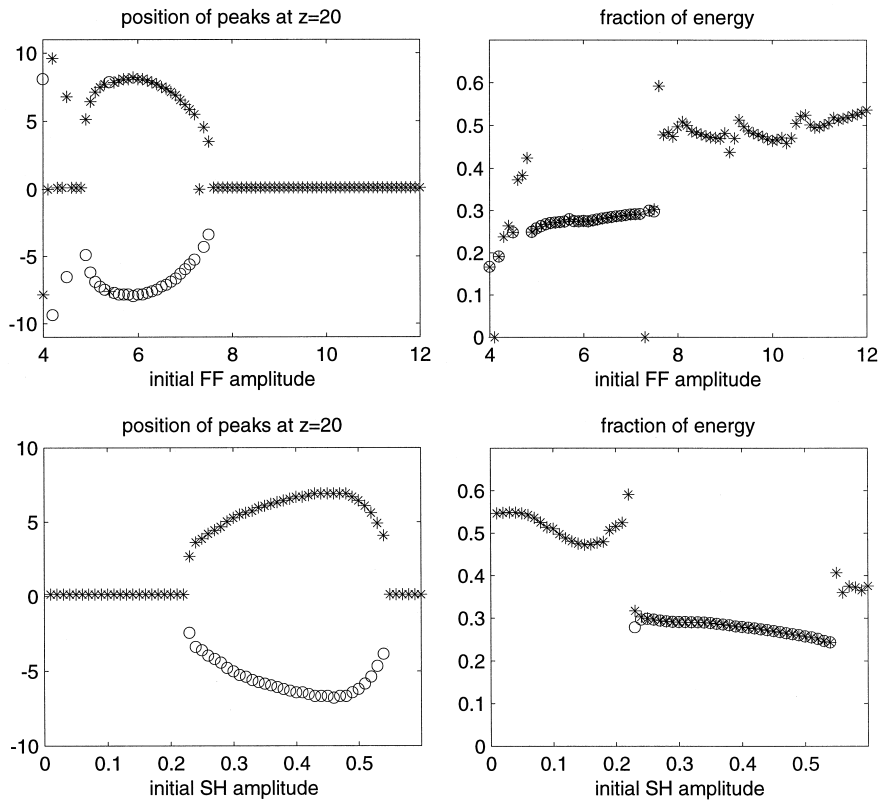 position of peaks at z=20
10
5
0
-5
-10
4 6 8 10 12
initial FF amplitude
fraction of energy
0.6
0.5
0.4
0.3
0.2
0.1
0
4 6 8 10 12
initial FF amplitude
position of peaks at z=20
10
5
0
-5
-10
0 0.1 0.2 0.3 0.4 0.5
initial SH amplitude
fraction of energy
0.6
0.5
0.4
0.3
0.2
0.1
0
0 0.1 0.2 0.3 0.4 0.5
initial SH amplitude